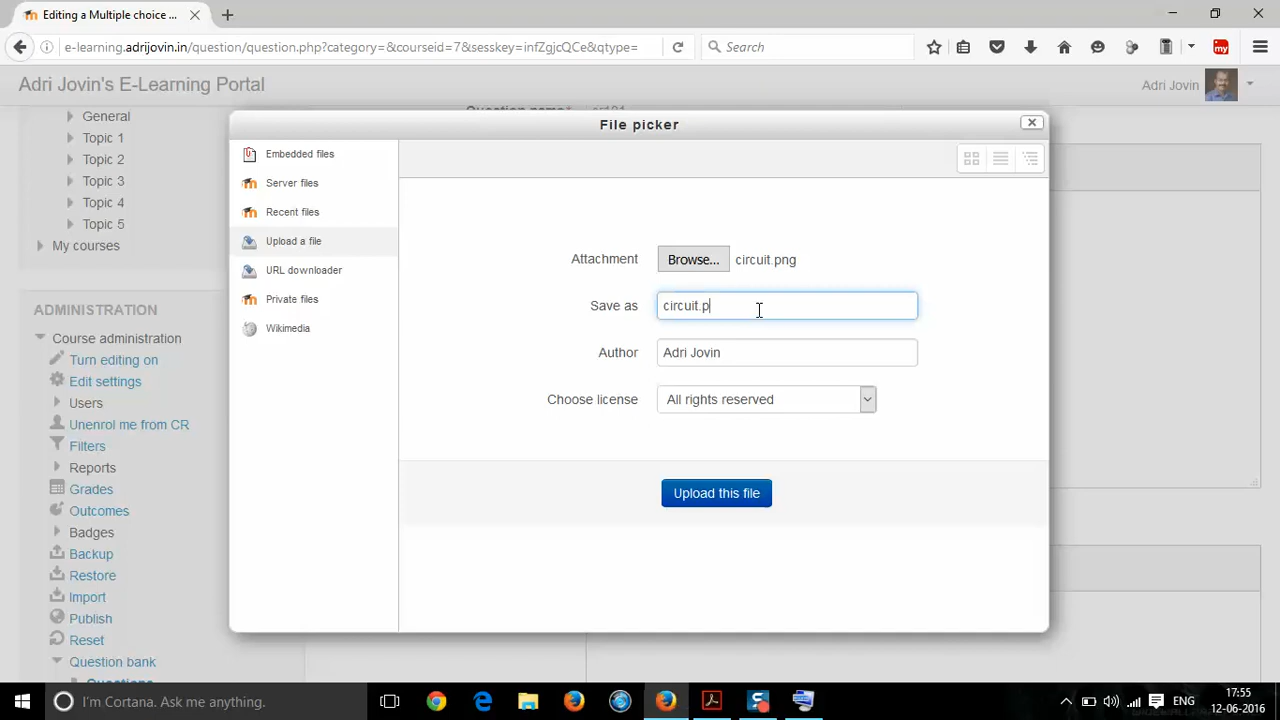 Editing a Multiple choice ...
e-learning.adrijovin.in/question/question.php?category=&courseid=7&sesskey=infZgJcQCe&qtype=
Search
my
Adri Jovin's E-Learning Portal
Adri Jovin
General
Topic 1
Topic 2
Topic 3
Topic 4
Topic 5
My courses
ADMINISTRATION
Course administration
Turn editing on
Edit settings
Users
Unenrol me from CR
Filters
Reports
Grades
Outcomes
Badges
Backup
Restore
Import
Publish
Reset
Question bank
Questions
Question name*
File picker
Embedded files
Server files
Recent files
Upload a file
URL downloader
Private files
Wikimedia
Attachment
Browse...
circuit.png
Save as
circuit.p
Author
Adri Jovin
Choose license
All rights reserved
Upload this file
I'm Cortana. Ask me anything.
ENG
17:55
12-06-2016